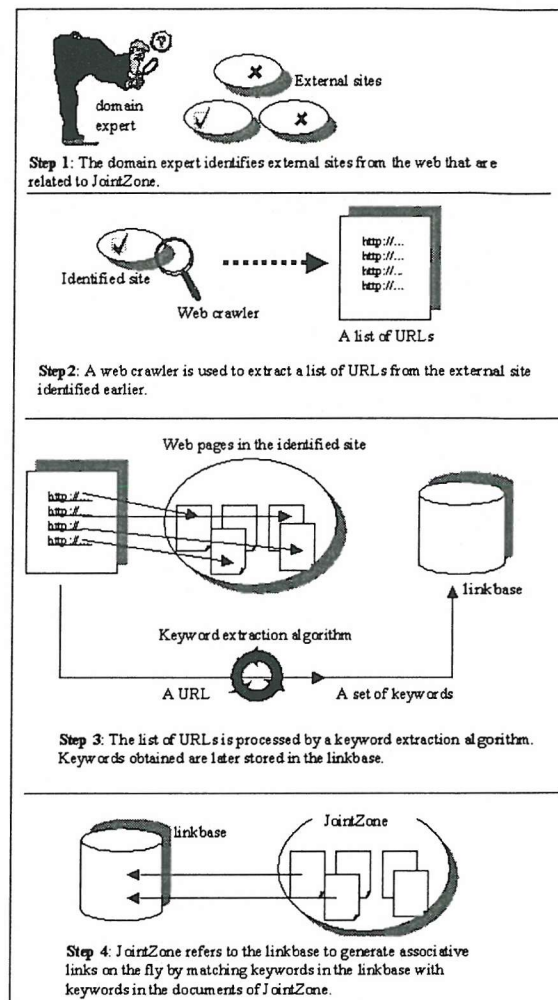 ?
domain
expert
External sites
Step 1: The domain expert identifies external sites from the web that are
related to JointZone.
Identified site
Web crawler
http://...
http://...
http://...
http://...
A list of URLs
Step2: A web crawler is used to extract a list of URLs from the external site
identified earlier.
Web pages in the identified site
http://...
http://...
http://...
http://...
linkbase
Keyword extraction algorithm
A URL
A set of keywords
Step 3: The list of URLs is processed by a keyword extraction algorithm.
Keywords obtained are later stored in the linkbase.
linkbase
JointZone
Step 4: JointZone refers to the linkbase to generate associative
links on the fly by matching keywords in the linkbase with
keywords in the documents of JointZone.